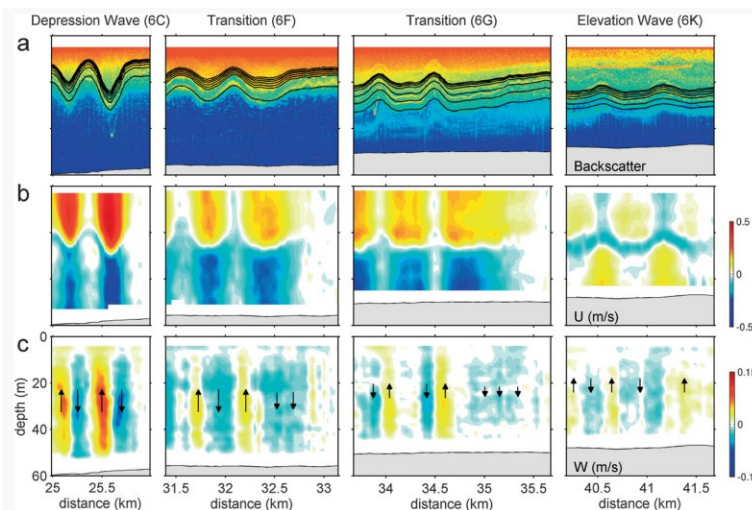 Depression Wave (6C) Transition (6F) Transition (6G) Elevation Wave (6K)
a
Backscatter
b
0.5
0
-0.5
U (m/s)
c
0
20
40
60
depth (m)
0.15
0
-0.1
W (m/s)
25 25.5 31.5 32 32.5 33 34 34.5 35 35.5 40.5 41 41.5
distance (km) distance (km) distance (km) distance (km)